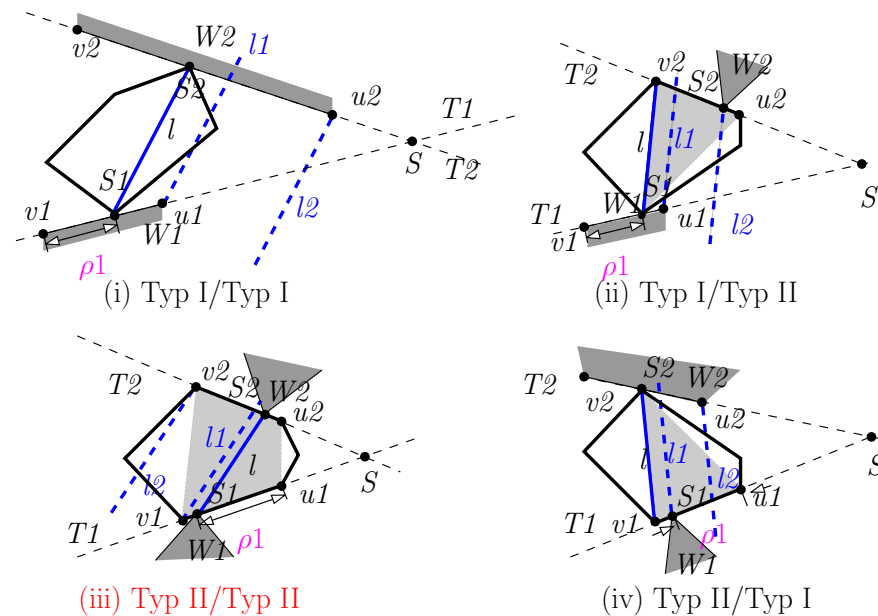 W2
l1
v2
S2
u2
T1
l
S
T2
S1
v1
u1
W1
l2
ρ1
(i) Typ I/Typ I
v2
S2
W2
T2
u2
l
l1
S
W1
S1
T1
v1
u1
l2
ρ1
(ii) Typ I/Typ II
T2
v2
S2
W2
u2
l1
l
l2
S
S1
u1
T1
v1
W1
ρ1
(iii) Typ II/Typ II
T2
S2
W2
v2
u2
l
l1
S
l2
S1
u1
T1
v1
ρ1
W1
(iv) Typ II/Typ I